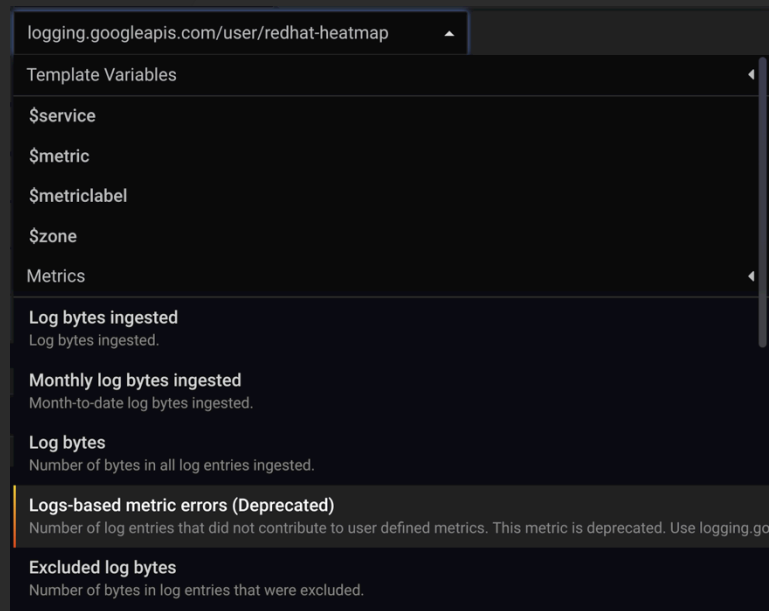 logging.googleapis.com/user/redhat-heatmap
Template Variables
$service
$metric
$metriclabel
$zone
Metrics
Log bytes ingested
Log bytes ingested.
Monthly log bytes ingested
Month-to-date log bytes ingested.
Log bytes
Number of bytes in all log entries ingested.
Logs-based metric errors (Deprecated)
Number of log entries that did not contribute to user defined metrics. This metric is deprecated. Use logging.go
Excluded log bytes
Number of bytes in log entries that were excluded.